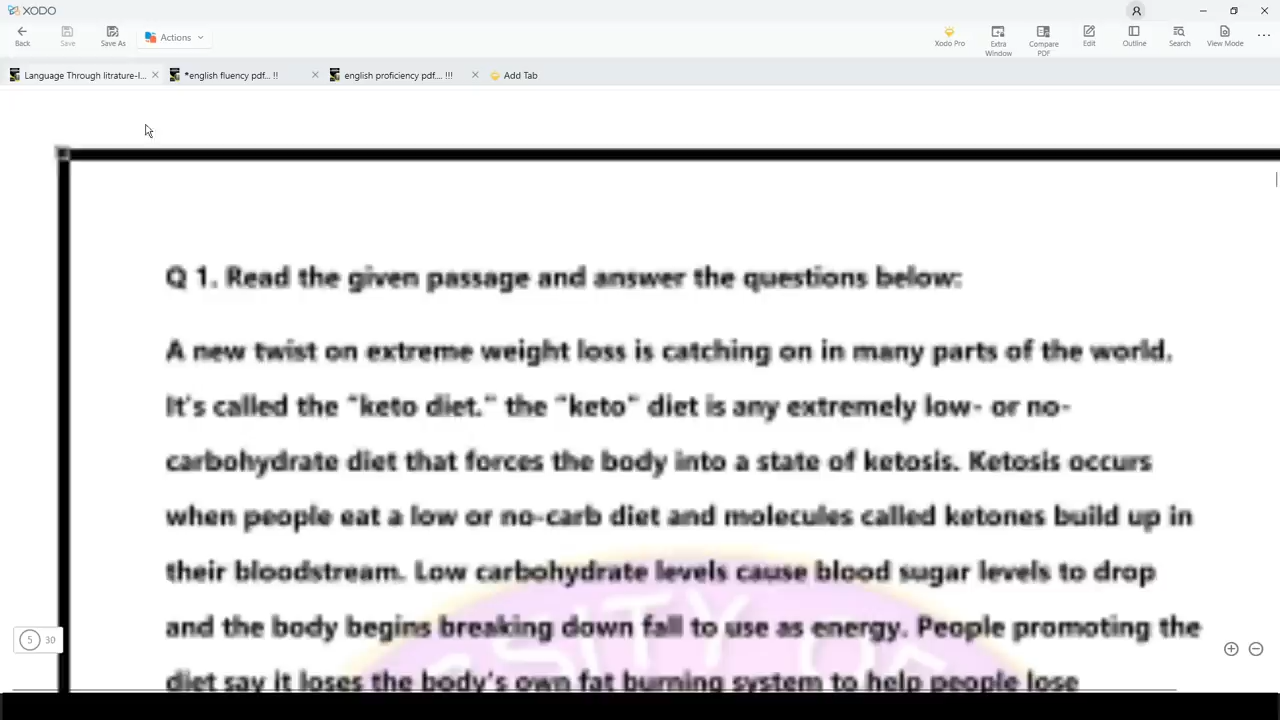 XODO
Back
Save
Save As
Actions
Xodo Pro
Extra
Window
Compare
PDF
Edit
Outline
Search
View Mode
Language Through litrature-I...
*english fluency pdf... !!
english proficiency pdf... !!!
Add Tab
Q 1. Read the given passage and answer the questions below:
A new twist on extreme weight loss is catching on in many parts of the world.
It's called the "keto diet." the "keto" diet is any extremely low- or no-
carbohydrate diet that forces the body into a state of ketosis. Ketosis occurs
when people eat a low or no-carb diet and molecules called ketones build up in
their bloodstream. Low carbohydrate levels cause blood sugar levels to drop
and the body begins breaking down fall to use as energy. People promoting the
diet say it loses the body's own fat burning system to help people lose
SITY OF
5 30